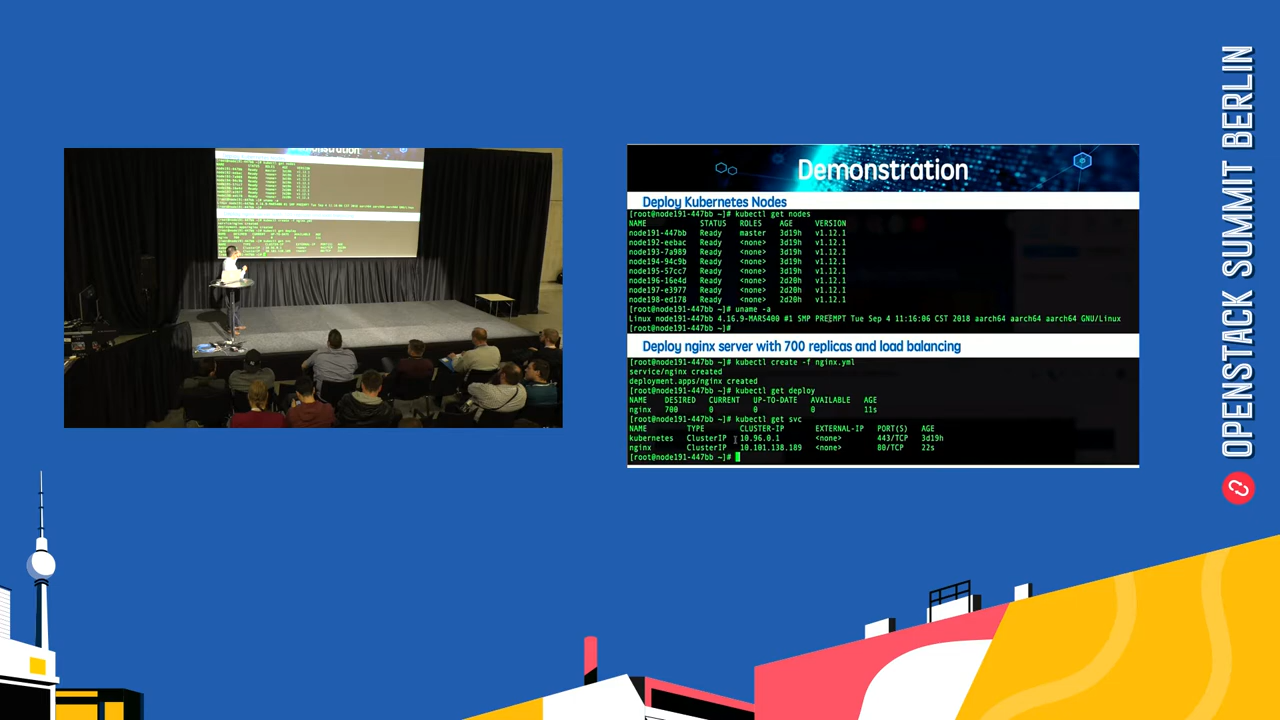 Demonstration
Deploy Kubernetes Nodes
[root@node191-447bb ~]# kubectl get nodes
NAME STATUS ROLES AGE VERSION
node191-447bb Ready master 3d19h v1.12.1
node192-eebac Ready <none> 3d19h v1.12.1
node193-7a989 Ready <none> 3d19h v1.12.1
node194-94c9b Ready <none> 3d19h v1.12.1
node195-57cc7 Ready <none> 3d19h v1.12.1
node196-16e4d Ready <none> 2d20h v1.12.1
node197-e3977 Ready <none> 2d20h v1.12.1
node198-ed178 Ready <none> 2d20h v1.12.1
[root@node191-447bb ~]# uname -a
Linux node191-447bb 4.16.9-MARS400 #1 SMP PREEMPT Tue Sep 4 11:16:06 CST 2018 aarch64 aarch64 aarch64 GNU/Linux
[root@node191-447bb ~]#
Deploy nginx server with 700 replicas and load balancing
[root@node191-447bb ~]# kubectl create -f nginx.yml
service/nginx created
deployment.apps/nginx created
[root@node191-447bb ~]# kubectl get deploy
NAME DESIRED CURRENT UP-TO-DATE AVAILABLE AGE
nginx 700 0 0 0 11s
[root@node191-447bb ~]# kubectl get svc
NAME TYPE CLUSTER-IP EXTERNAL-IP PORT(S) AGE
kubernetes ClusterIP 10.96.0.1 <none> 443/TCP 3d19h
nginx ClusterIP 10.101.138.189 <none> 80/TCP 22s
[root@node191-447bb ~]#
OPENSTACK SUMMIT BERLIN